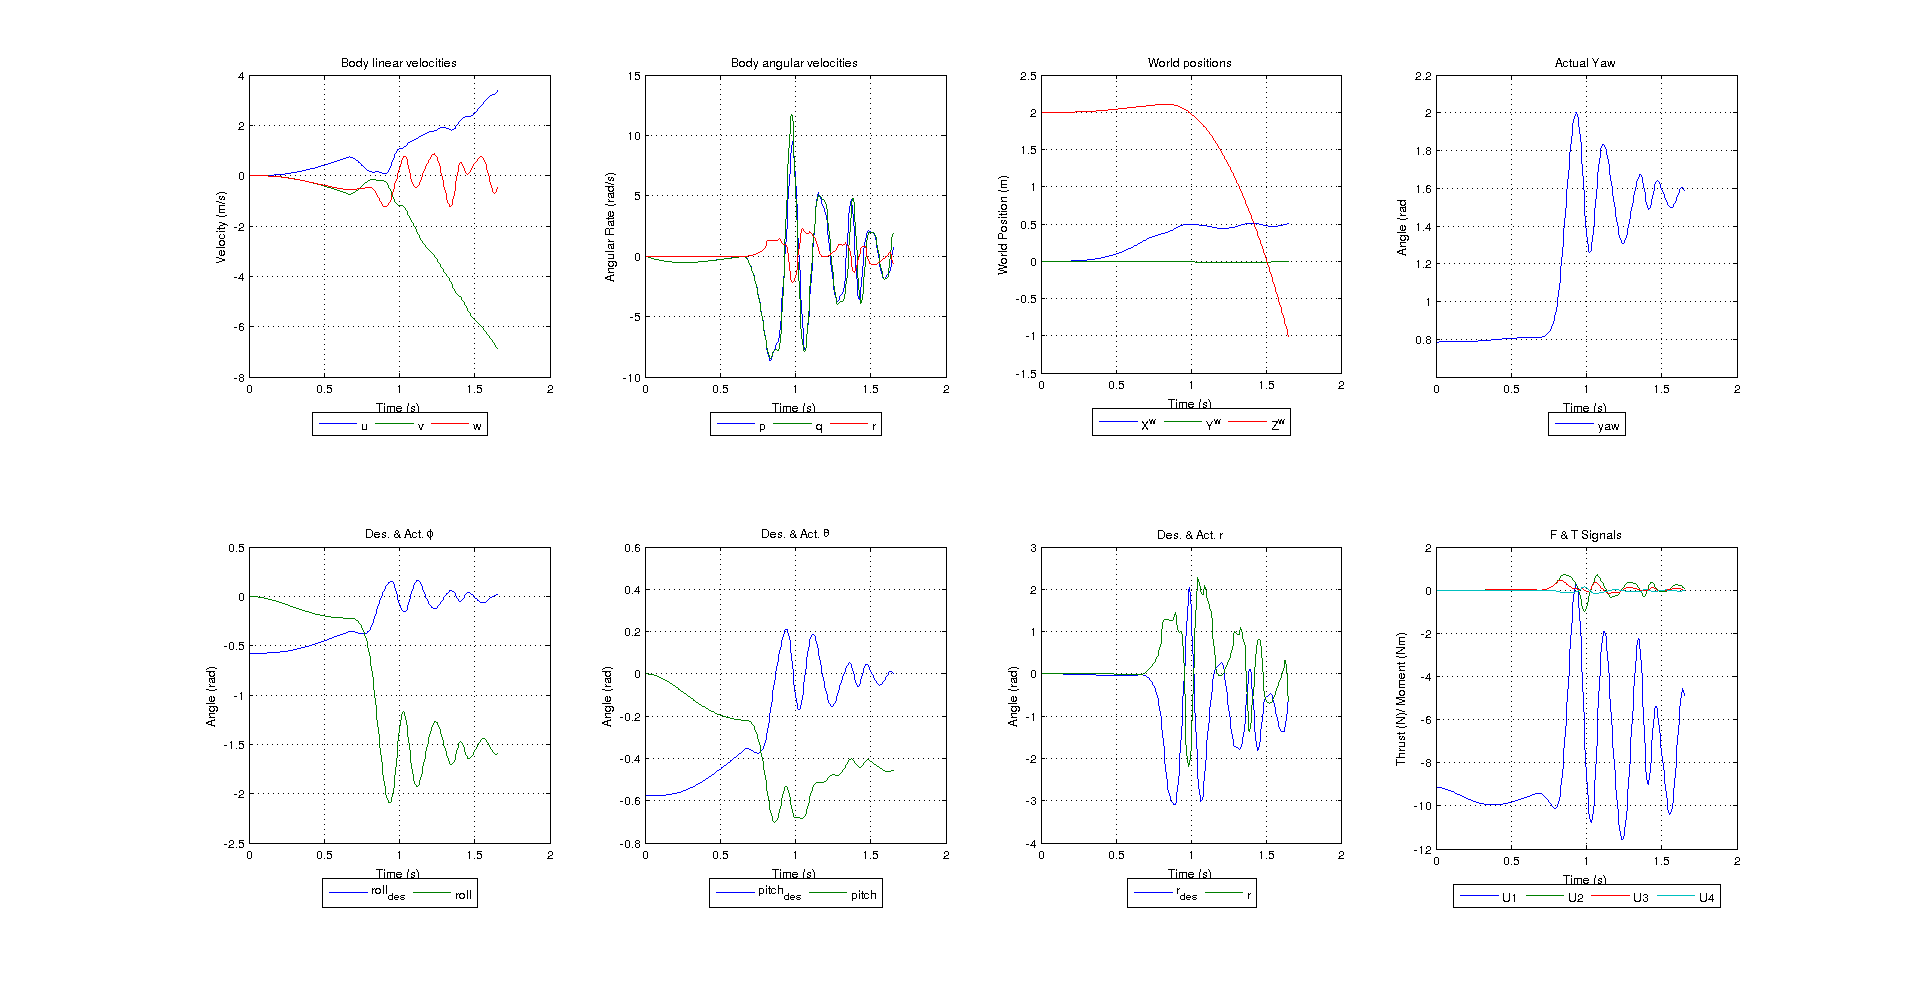 Body linear velocities
4
2
0
-2
-4
-6
-8
Velocity (m/s)
0 0.5 1 1.5 2
Time (s)
u v w
Body angular velocities
15
10
5
0
-5
-10
Angular Rate (rad/s)
0 0.5 1 1.5 2
Time (s)
p q r
World positions
2.5
2
1.5
1
0.5
0
-0.5
-1
-1.5
World Position (m)
0 0.5 1 1.5 2
Time (s)
X^w Y^w Z^w
Actual Yaw
2.2
2
1.8
1.6
1.4
1.2
1
0.8
Angle (rad
0 0.5 1 1.5 2
Time (s)
yaw
Des. & Act. ϕ
0.5
0
-0.5
-1
-1.5
-2
-2.5
Angle (rad)
0 0.5 1 1.5 2
Time (s)
roll_des roll
Des. & Act. θ
0.6
0.4
0.2
0
-0.2
-0.4
-0.6
-0.8
Angle (rad)
0 0.5 1 1.5 2
Time (s)
pitch_des pitch
Des. & Act. r
3
2
1
0
-1
-2
-3
-4
Angle (rad)
0 0.5 1 1.5 2
Time (s)
r_des r
F & T Signals
2
0
-2
-4
-6
-8
-10
-12
Thrust (N)/ Moment (Nm)
0 0.5 1 1.5 2
Time (s)
U1 U2 U3 U4